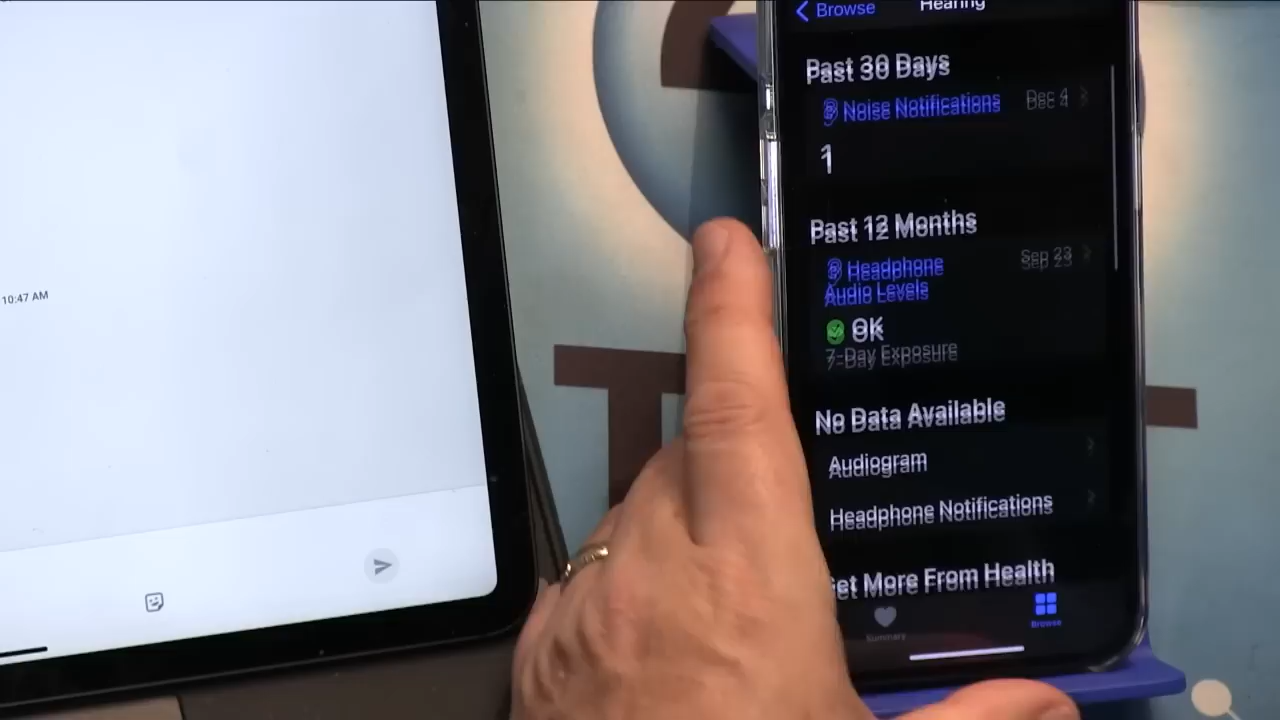 10:47 AM
Browse
Hearing
Past 30 Days
Noise Notifications
Dec 4
1
Past 12 Months
Headphone
Audio Levels
Sep 23
OK
7-Day Exposure
No Data Available
Audiogram
Headphone Notifications
Get More From Health
Summary
Browse